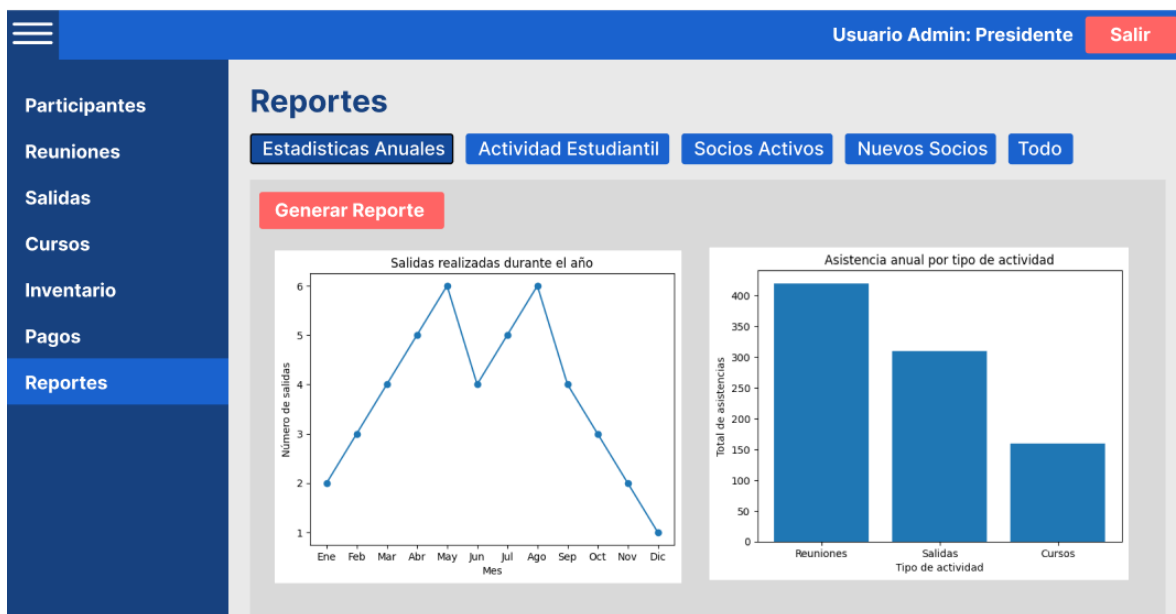 Usuario Admin: Presidente
Salir
Participantes
Reuniones
Salidas
Cursos
Inventario
Pagos
Reportes
Reportes
Estadisticas Anuales
Actividad Estudiantil
Socios Activos
Nuevos Socios
Todo
Generar Reporte
Salidas realizadas durante el año
6
5
4
3
2
1
Número de salidas
Ene Feb Mar Abr May Jun Jul Ago Sep Oct Nov Dic
Mes
Asistencia anual por tipo de actividad
400
350
300
250
200
150
100
50
0
Total de asistencias
Reuniones Salidas Cursos
Tipo de actividad